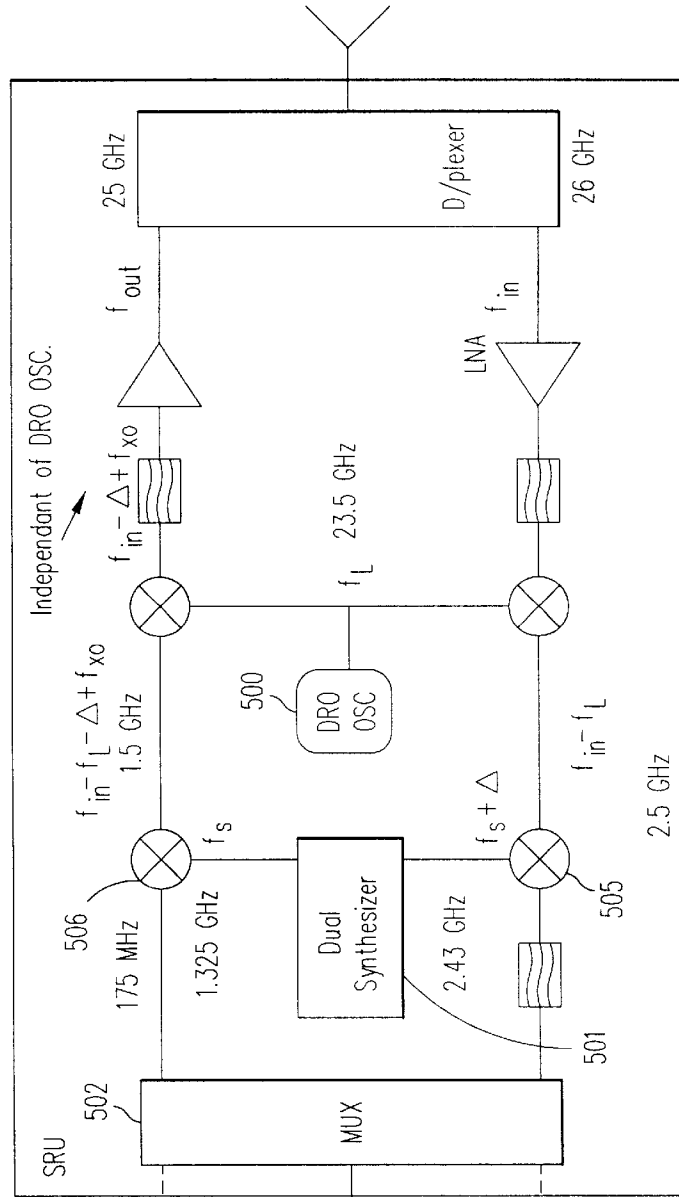 SRU
502
MUX
175 MHz
506
1.325 GHz
f_s
f_in - f_L - Δ + f_xo
1.5 GHz
Independant of DRO OSC.
f_in - Δ + f_xo
f_out
25 GHz
D/plexer
26 GHz
f_in
LNA
23.5 GHz
f_L
500
DRO
OSC
Dual
Synthesizer
501
2.43 GHz
f_s + Δ
505
f_in - f_L
2.5 GHz